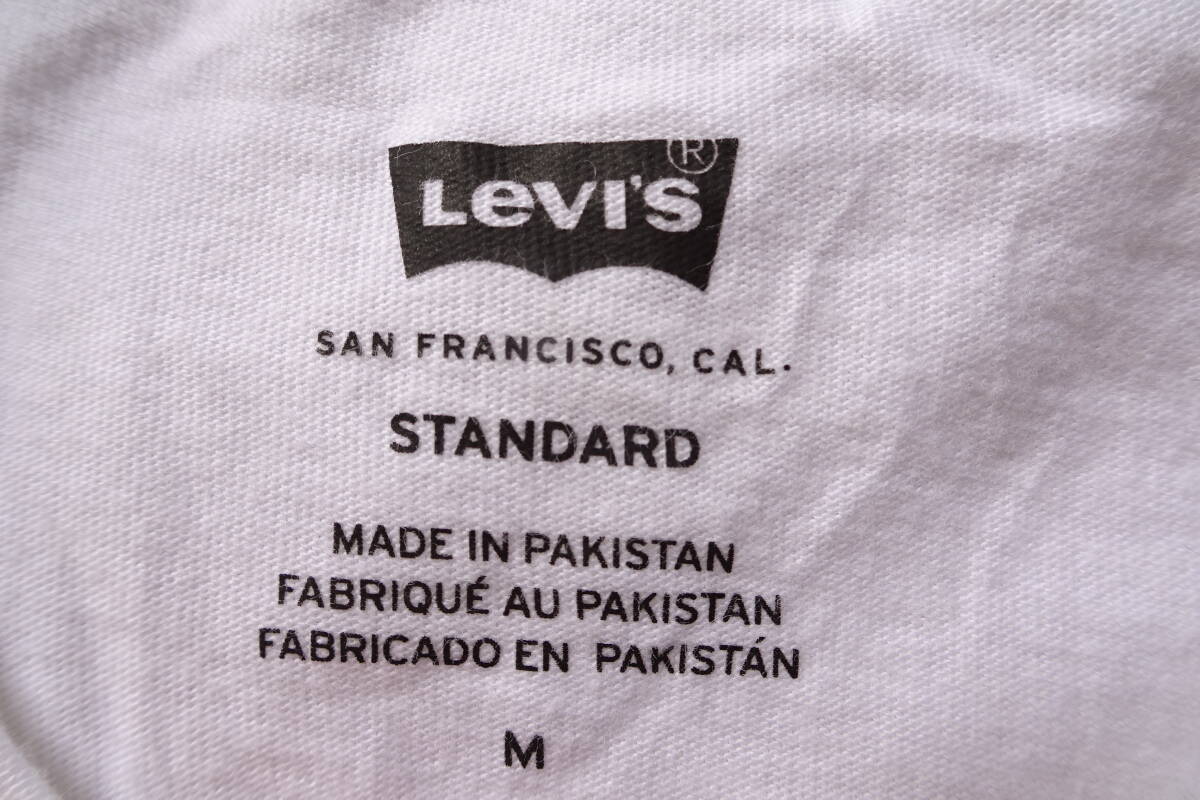 LEVI'S®
SAN FRANCISCO, CAL.
STANDARD
MADE IN PAKISTAN
FABRIQUÉ AU PAKISTAN
FABRICADO EN PAKISTÁN
M